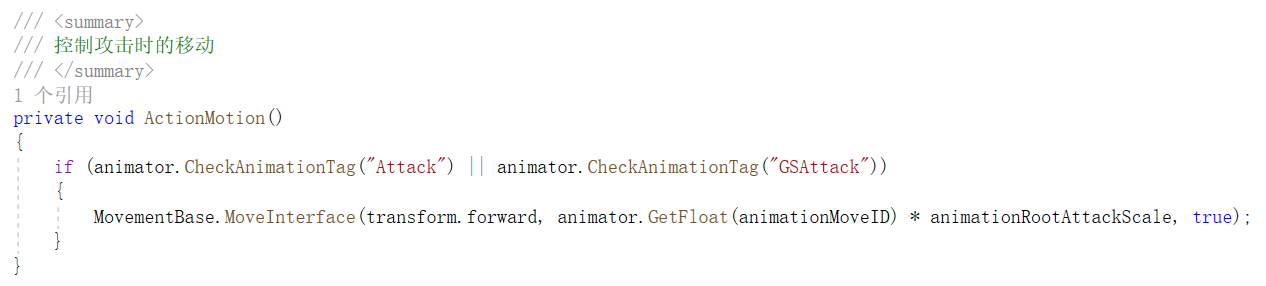 /// <summary>
/// 控制攻击时的移动
/// </summary>
1 个引用
private void ActionMotion()
{
if (animator.CheckAnimationTag("Attack") || animator.CheckAnimationTag("GSAttack"))
{
MovementBase.MoveInterface(transform.forward, animator.GetFloat(animationMoveID) * animationRootAttackScale, true);
}
}